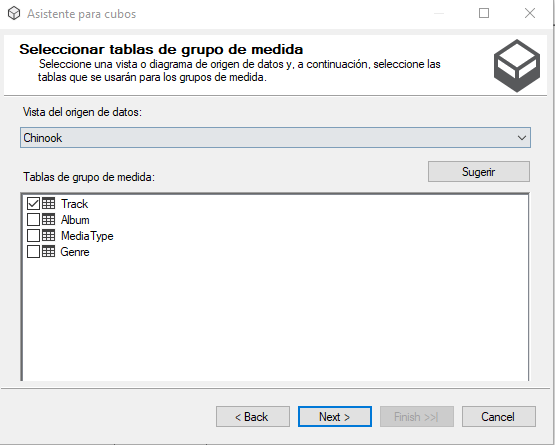 Asistente para cubos
Seleccionar tablas de grupo de medida
Seleccione una vista o diagrama de origen de datos y, a continuación, seleccione las
tablas que se usarán para los grupos de medida.
Vista del origen de datos:
Chinook
Sugerir
Tablas de grupo de medida:
Track
Album
MediaType
Genre
< Back
Next >
Finish >>|
Cancel